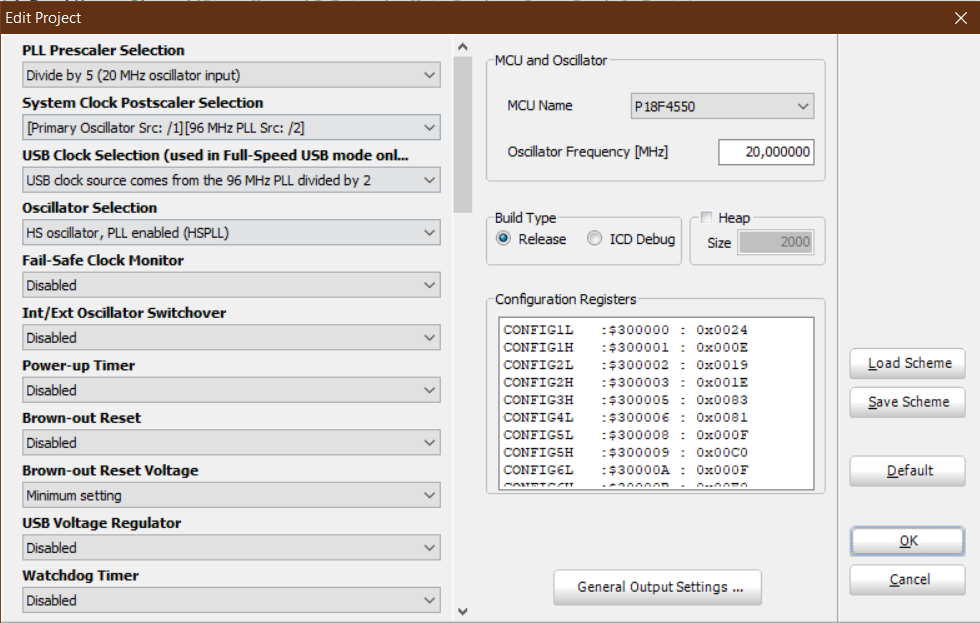 Edit Project
PLL Prescaler Selection
Divide by 5 (20 MHz oscillator input)
System Clock Postscaler Selection
[Primary Oscillator Src: /1][96 MHz PLL Src: /2]
USB Clock Selection (used in Full-Speed USB mode onl...
USB clock source comes from the 96 MHz PLL divided by 2
Oscillator Selection
HS oscillator, PLL enabled (HSPLL)
Fail-Safe Clock Monitor
Disabled
Int/Ext Oscillator Switchover
Disabled
Power-up Timer
Disabled
Brown-out Reset
Disabled
Brown-out Reset Voltage
Minimum setting
USB Voltage Regulator
Disabled
Watchdog Timer
Disabled
MCU and Oscillator
MCU Name P18F4550
Oscillator Frequency [MHz] 20,000000
Build Type
Release ICD Debug
Heap
Size 2000
Configuration Registers
CONFIG1L :$300000 : 0x0024
CONFIG1H :$300001 : 0x000E
CONFIG2L :$300002 : 0x0019
CONFIG2H :$300003 : 0x001E
CONFIG3H :$300005 : 0x0083
CONFIG4L :$300006 : 0x0081
CONFIG5L :$300008 : 0x000F
CONFIG5H :$300009 : 0x00C0
CONFIG6L :$30000A : 0x000F
General Output Settings ...
Load Scheme
Save Scheme
Default
OK
Cancel